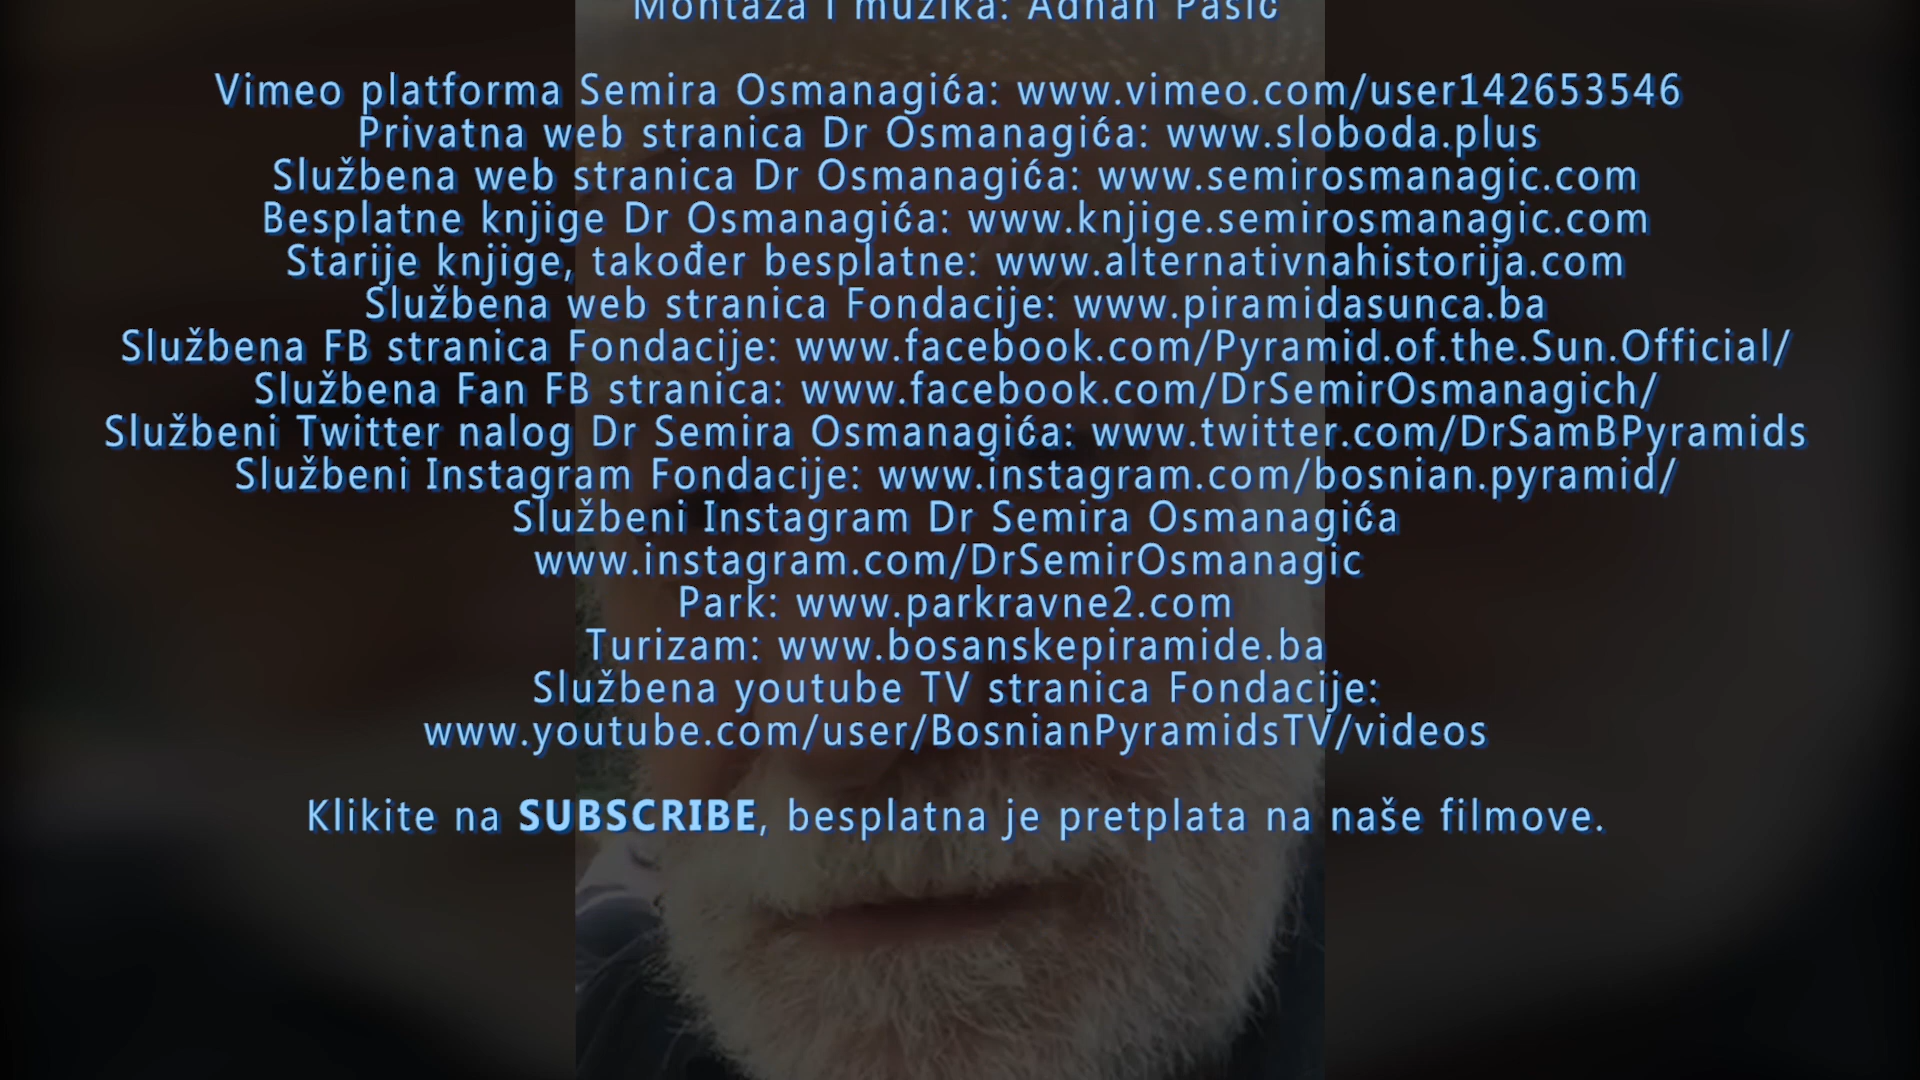 Montaža i muzika: Adnan Pašić
Vimeo platforma Semira Osmanagića: www.vimeo.com/user142653546
Privatna web stranica Dr Osmanagića: www.sloboda.plus
Službena web stranica Dr Osmanagića: www.semirosmanagic.com
Besplatne knjige Dr Osmanagića: www.knjige.semirosmanagic.com
Starije knjige, također besplatne: www.alternativnahistorija.com
Službena web stranica Fondacije: www.piramidasunca.ba
Službena FB stranica Fondacije: www.facebook.com/Pyramid.of.the.Sun.Official/
Službena Fan FB stranica: www.facebook.com/DrSemirOsmanagich/
Službeni Twitter nalog Dr Semira Osmanagića: www.twitter.com/DrSamBPyramids
Službeni Instagram Fondacije: www.instagram.com/bosnian.pyramid/
Službeni Instagram Dr Semira Osmanagića
www.instagram.com/DrSemirOsmanagic
Park: www.parkravne2.com
Turizam: www.bosanskepiramide.ba
Službena youtube TV stranica Fondacije:
www.youtube.com/user/BosnianPyramidsTV/videos
Klikite na SUBSCRIBE, besplatna je pretplata na naše filmove.